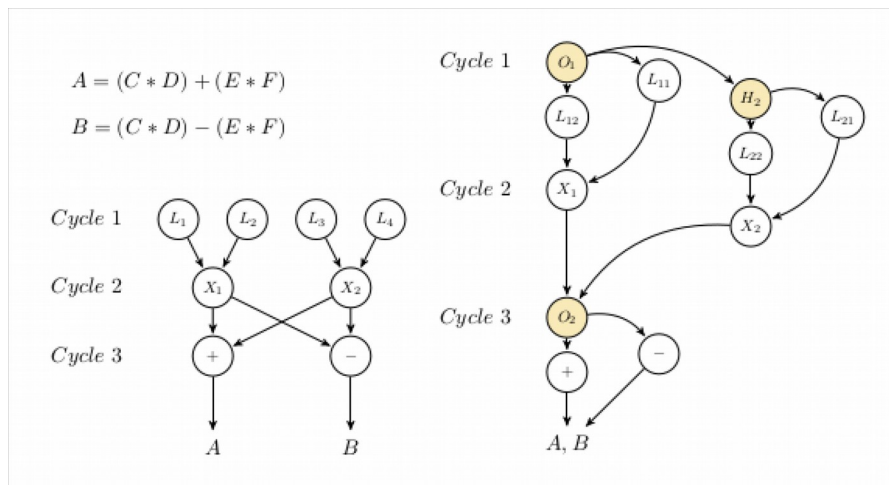 A = (C * D) + (E * F)
B = (C * D) − (E * F)
Cycle 1 L₁ L₂ L₃ L₄
Cycle 2 X₁ X₂
Cycle 3 + −
A B
Cycle 1 O₁ L₁₁ H₂
L₁₂ L₂₁
L₂₂
Cycle 2 X₁
X₂
Cycle 3 O₂
+ −
A, B